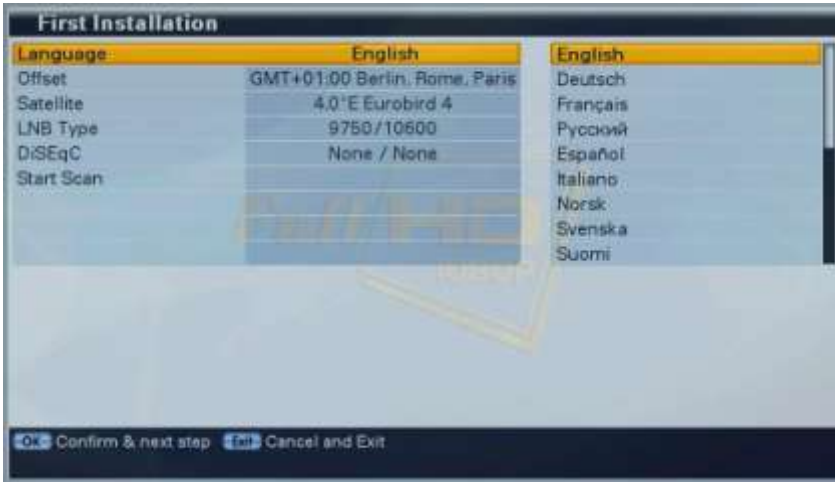 First Installation
Language English
Offset GMT+01:00 Berlin, Rome, Paris
Satellite 4.0°E Eurobird 4
LNB Type 9750/10600
DiSEqC None / None
Start Scan
English
Deutsch
Français
Русский
Español
Italiano
Norsk
Svenska
Suomi
OK Confirm & next step Exit Cancel and Exit